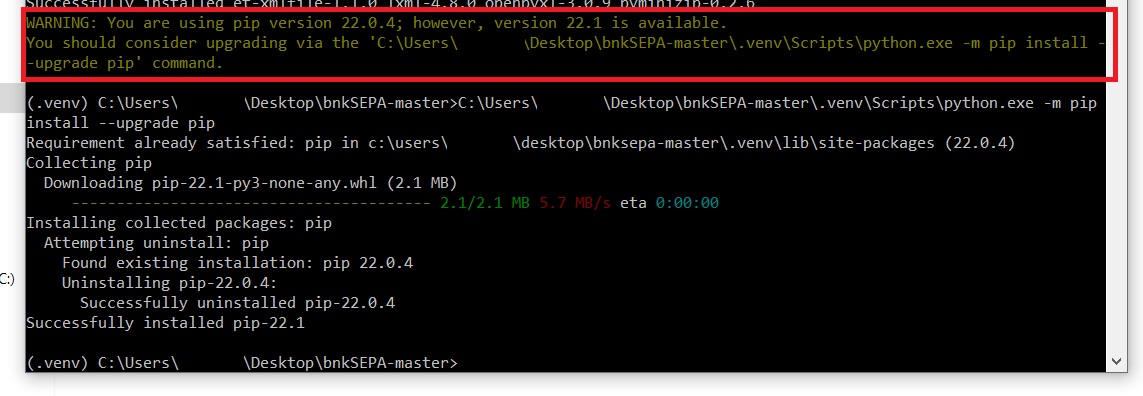 Successfully installed et-xmlfile-1.1.0 lxml-4.8.0 openpyxl-3.0.9 pyminizip-0.2.6
WARNING: You are using pip version 22.0.4; however, version 22.1 is available.
You should consider upgrading via the 'C:\Users\ \Desktop\bnkSEPA-master\.venv\Scripts\python.exe -m pip install -
-upgrade pip' command.
(.venv) C:\Users\ \Desktop\bnkSEPA-master>C:\Users\ \Desktop\bnkSEPA-master\.venv\Scripts\python.exe -m pip
install --upgrade pip
Requirement already satisfied: pip in c:\users\ \desktop\bnksepa-master\.venv\lib\site-packages (22.0.4)
Collecting pip
Downloading pip-22.1-py3-none-any.whl (2.1 MB)
---------------------------------------- 2.1/2.1 MB 5.7 MB/s eta 0:00:00
Installing collected packages: pip
Attempting uninstall: pip
Found existing installation: pip 22.0.4
C:)
Uninstalling pip-22.0.4:
Successfully uninstalled pip-22.0.4
Successfully installed pip-22.1
(.venv) C:\Users\ \Desktop\bnkSEPA-master>